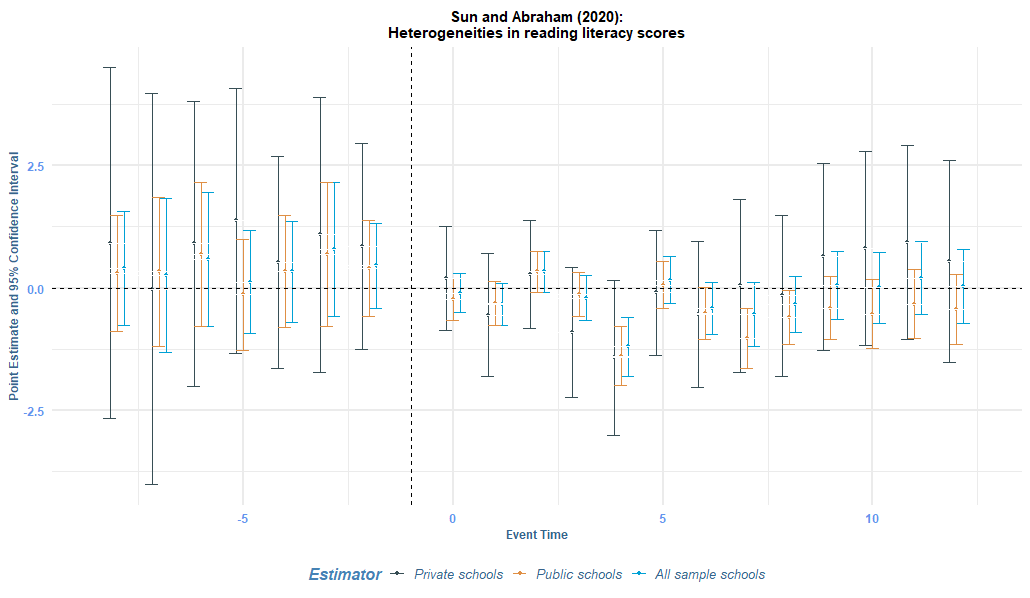 Sun and Abraham (2020):
Heterogeneities in reading literacy scores
Point Estimate and 95% Confidence Interval
2.5
0.0
-2.5
-5
0
5
10
Event Time
Estimator Private schools Public schools All sample schools